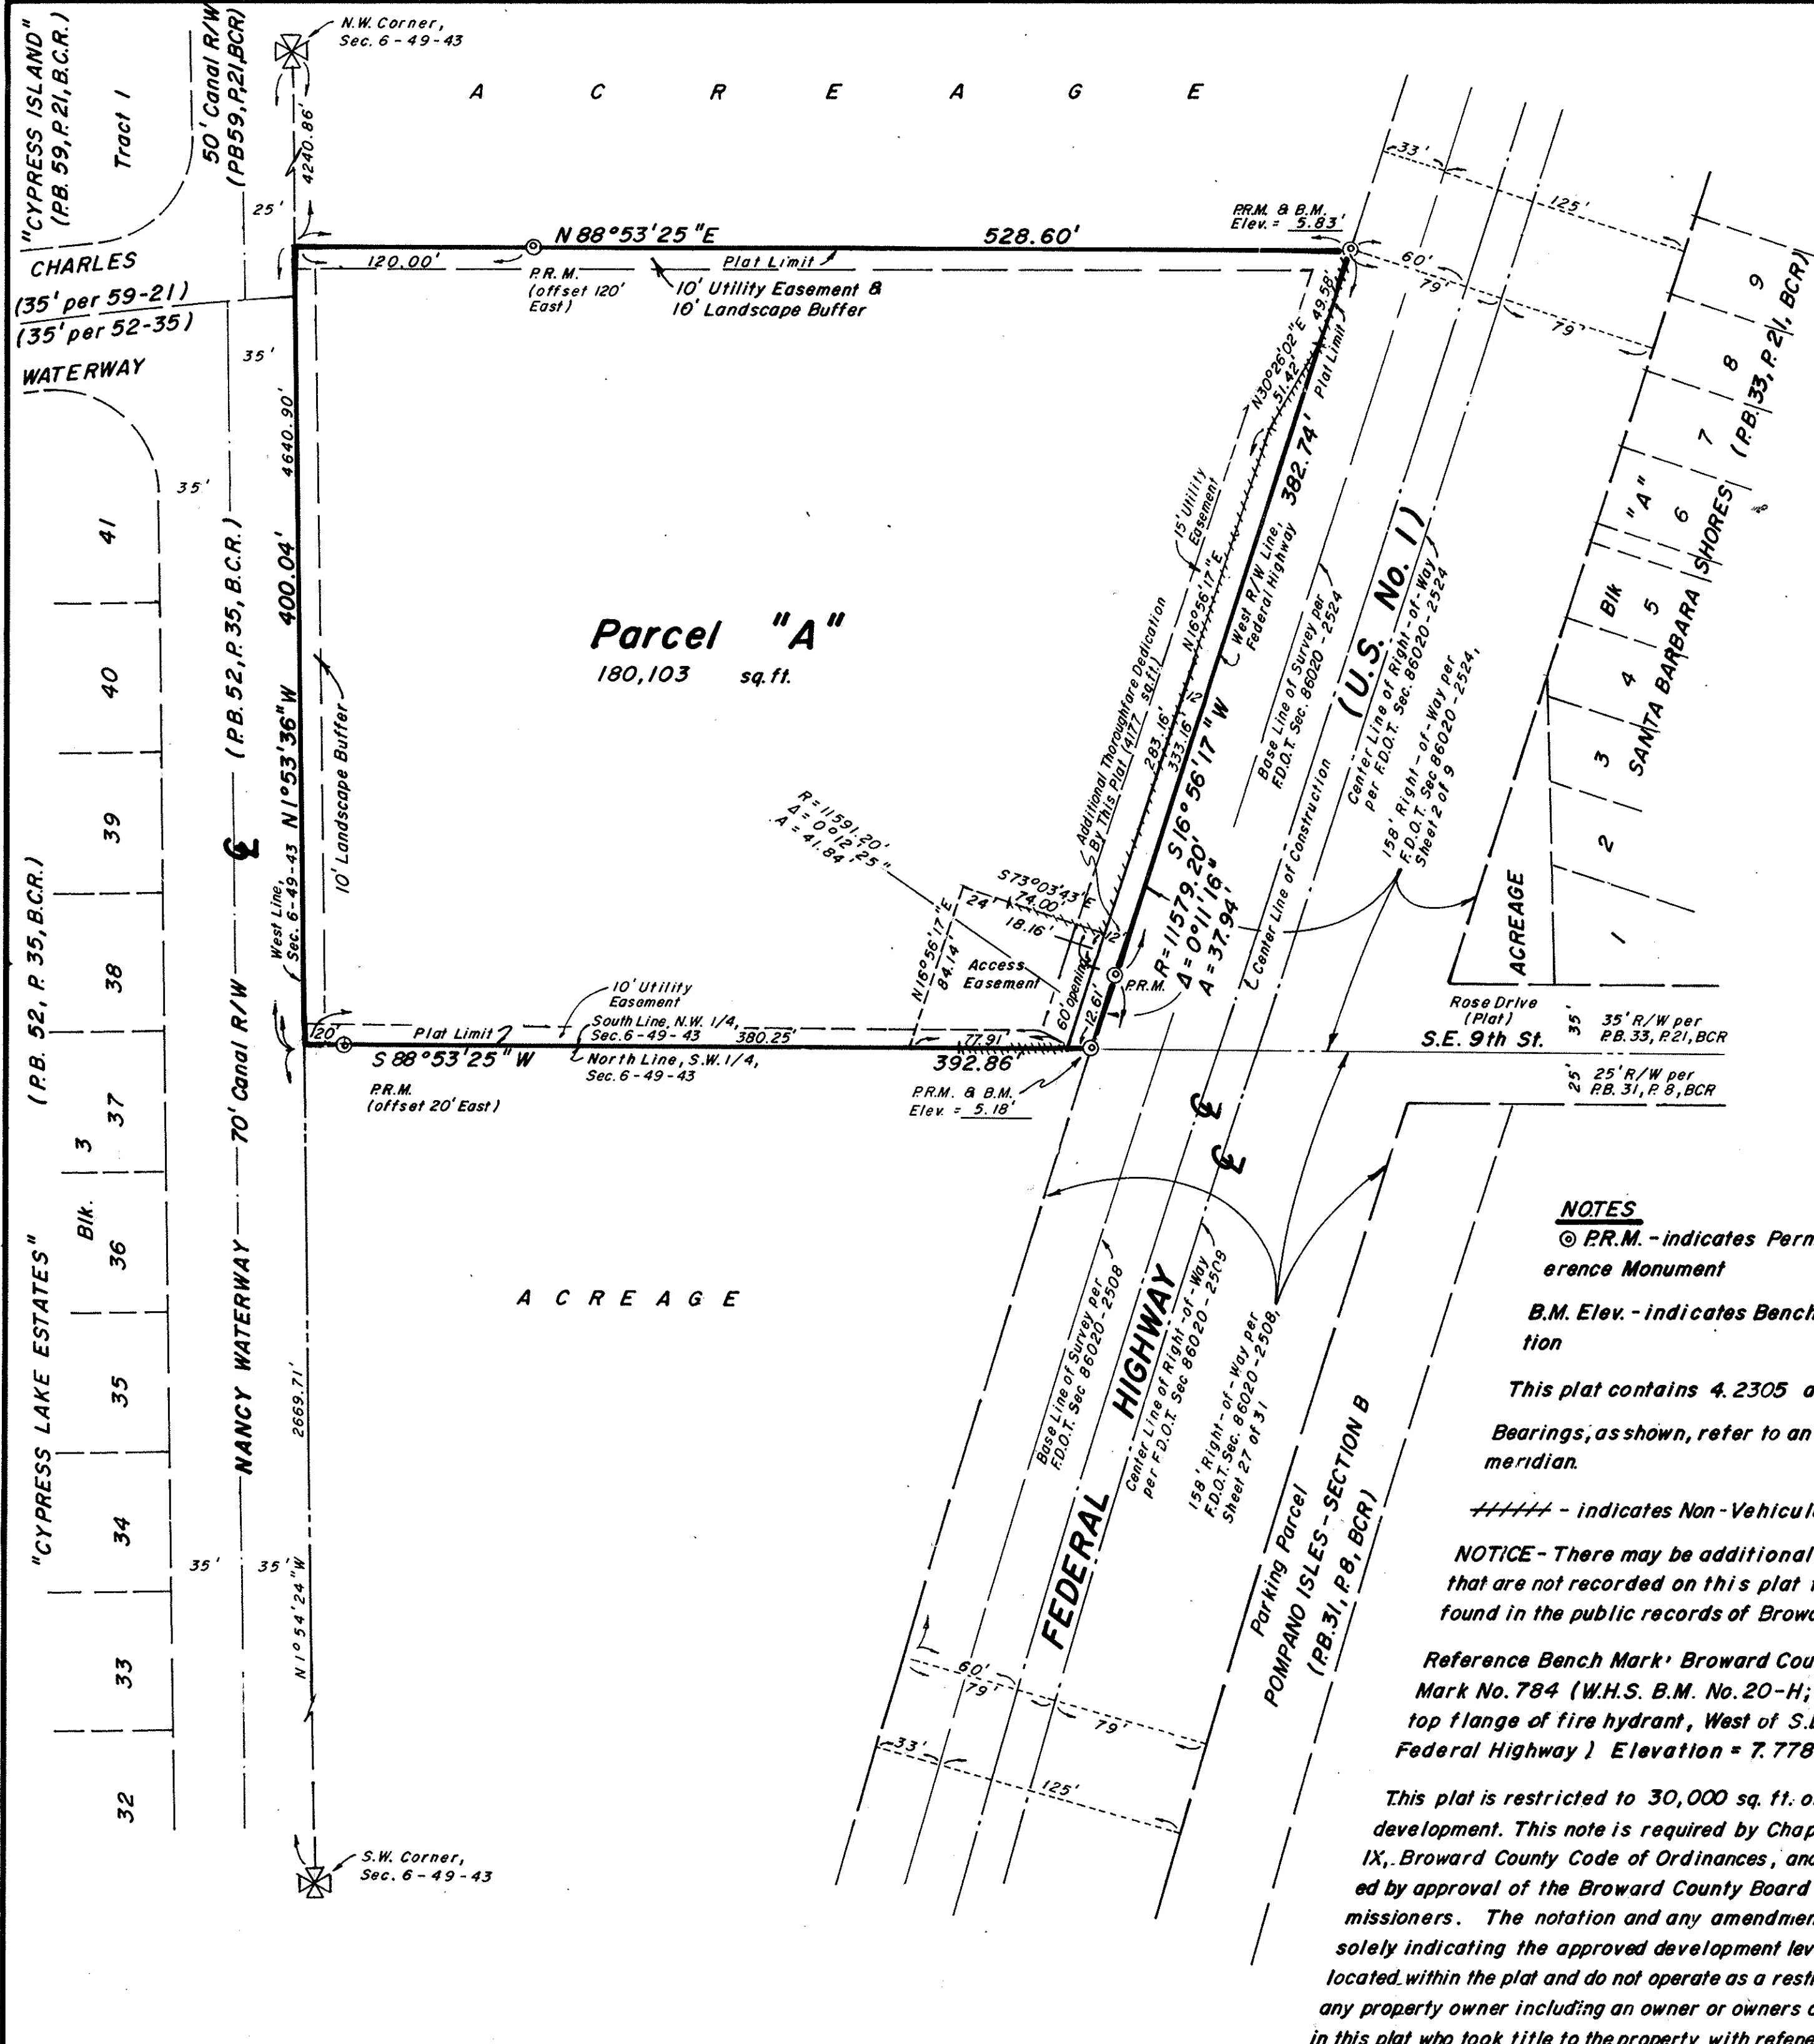 "CYPRESS ISLAND"
(P.B. 59, P. 21, B.C.R.)
Tract 1
50' Canal R/W
(PB59,P,21,BCR)
N.W. Corner,
Sec. 6-49-43
4240.86'
A C R E A G E
25'
CHARLES
(35' per 59-21)
(35' per 52-35)
WATERWAY
35'
35'
120.00'
N 88°53'25"E
528.60'
P.R.M.
(offset 120'
East)
Plat Limit
10' Utility Easement &
10' Landscape Buffer
P.R.M. & B.M.
Elev. = 5.83'
33'
125'
60'
79'
79'
N30°26'02"E
51.42'
49.58'
Plat Limit
382.74'
West R/W Line,
Federal Highway
15' Utility
Easement
N16°56'17"E
Additional Thoroughfare Dedication
By This Plat (4177 sq.ft.)
283.16'
333.16'
12'
S16°56'17"W
Parcel "A"
180,103 sq.ft.
4640.90'
400.04'
N1°53'36"W
West Line,
Sec. 6-49-43
10' Landscape Buffer
R=11591.20'
Δ=0°12'25"
A=41.84'
S73°03'43"E
74.00'
24'
18.16'
12'
N16°56'17"E
84.14'
Access
Easement
60' opening
12.61'
P.R.M.
R=11579.20'
Δ=0°11'16"
A=37.94'
20'
Plat Limit
10' Utility
Easement
South Line, N.W. 1/4,
Sec. 6-49-43
380.25'
77.91'
S 88°53'25"W
North Line, S.W. 1/4,
Sec. 6-49-43
392.86'
P.R.M.
(offset 20' East)
P.R.M. & B.M.
Elev. = 5.18'
Base Line of Survey per
F.D.O.T. Sec. 86020-2524
(U.S. No. 1)
Center Line of Construction
Center Line of Right-of-Way
per F.D.O.T. Sec. 86020-2524
158' Right-of-Way per
F.D.O.T. Sec 86020-2524,
Sheet 2 of 9
9
8
7
6
5
4
3
2
1
Blk "A"
SANTA BARBARA SHORES (P.B. 33, P. 21, BCR)
ACREAGE
Rose Drive
(Plat)
S.E. 9th St.
35'
35' R/W per
P.B. 33, P.21, BCR
25'
25' R/W per
P.B. 31, P. 8, BCR
41
40
39
38
37
36
35
34
33
32
Blk. 3
"CYPRESS LAKE ESTATES" (P.B. 52, P. 35, B.C.R.)
NANCY WATERWAY 70' Canal R/W ℄ (P.B. 52, P. 35, B.C.R.)
2669.71'
35'
35'
N1°54'24"W
S.W. Corner,
Sec. 6-49-43
A C R E A G E
℄
℄
Base Line of Survey per
F.D.O.T. Sec 86020-2508
FEDERAL HIGHWAY
Center Line of Right-of-Way
per F.D.O.T. Sec 86020-2508
158' Right-of-Way per
F.D.O.T. Sec. 86020-2508,
Sheet 27 of 31
Parking Parcel
POMPANO ISLES-SECTION B
(P.B. 31, P.8, BCR)
60'
79'
79'
33'
125'
NOTES
P.R.M. - indicates Perm
erence Monument
B.M. Elev. - indicates Bench
tion
This plat contains 4.2305 a
Bearings, as shown, refer to an
meridian.
////// - indicates Non-Vehicul
NOTICE - There may be additional
that are not recorded on this plat t
found in the public records of Browa
Reference Bench Mark: Broward Cou
Mark No. 784 (W.H.S. B.M. No. 20-H;
top flange of fire hydrant, West of S.E
Federal Highway) Elevation = 7.778
This plat is restricted to 30,000 sq. ft. o
development. This note is required by Chap
IX, Broward County Code of Ordinances, and
ed by approval of the Broward County Board
missioners. The notation and any amendmen
solely indicating the approved development lev
located within the plat and do not operate as a restr
any property owner including an owner or owners o
in this plat who took title to the property with refere